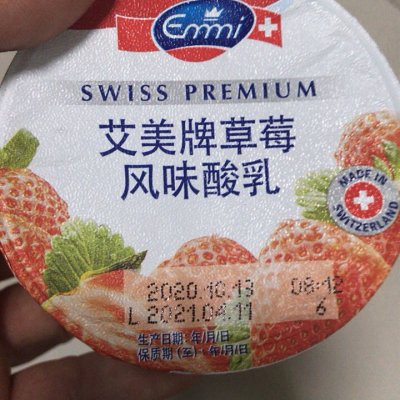 Emmi
SWISS PREMIUM
艾美牌草莓
风味酸乳
MADE IN
SWITZERLAND
2020.10.13 08:12
L 2021.04.11 6
生产日期:年/月/日
保质期(至):年/月/日